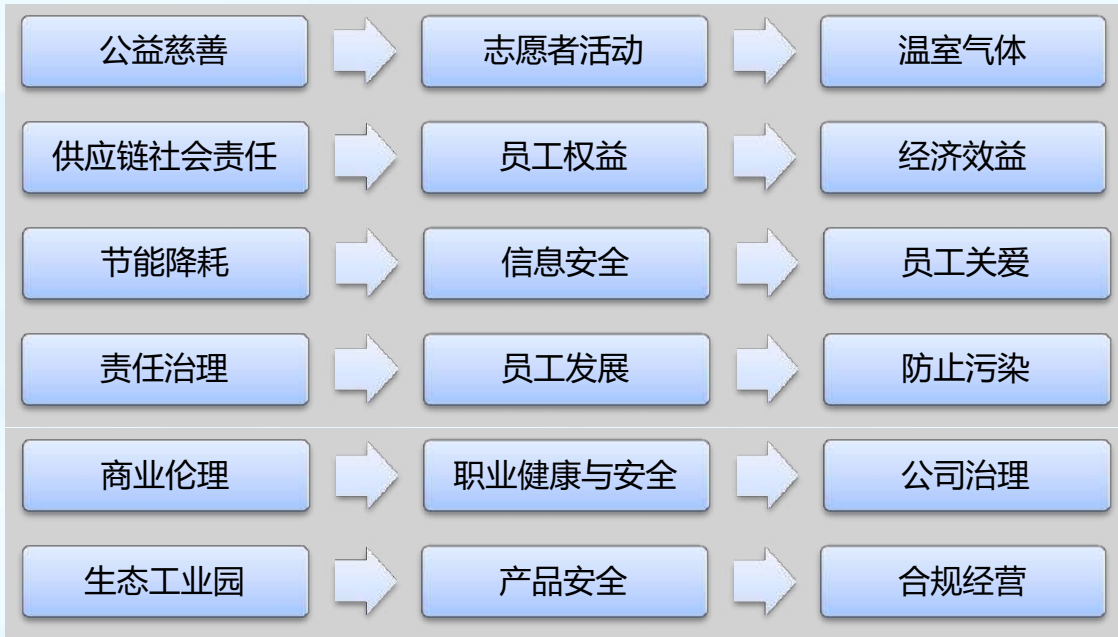 公益慈善
志愿者活动
温室气体
供应链社会责任
员工权益
经济效益
节能降耗
信息安全
员工关爱
责任治理
员工发展
防止污染
商业伦理
职业健康与安全
公司治理
生态工业园
产品安全
合规经营